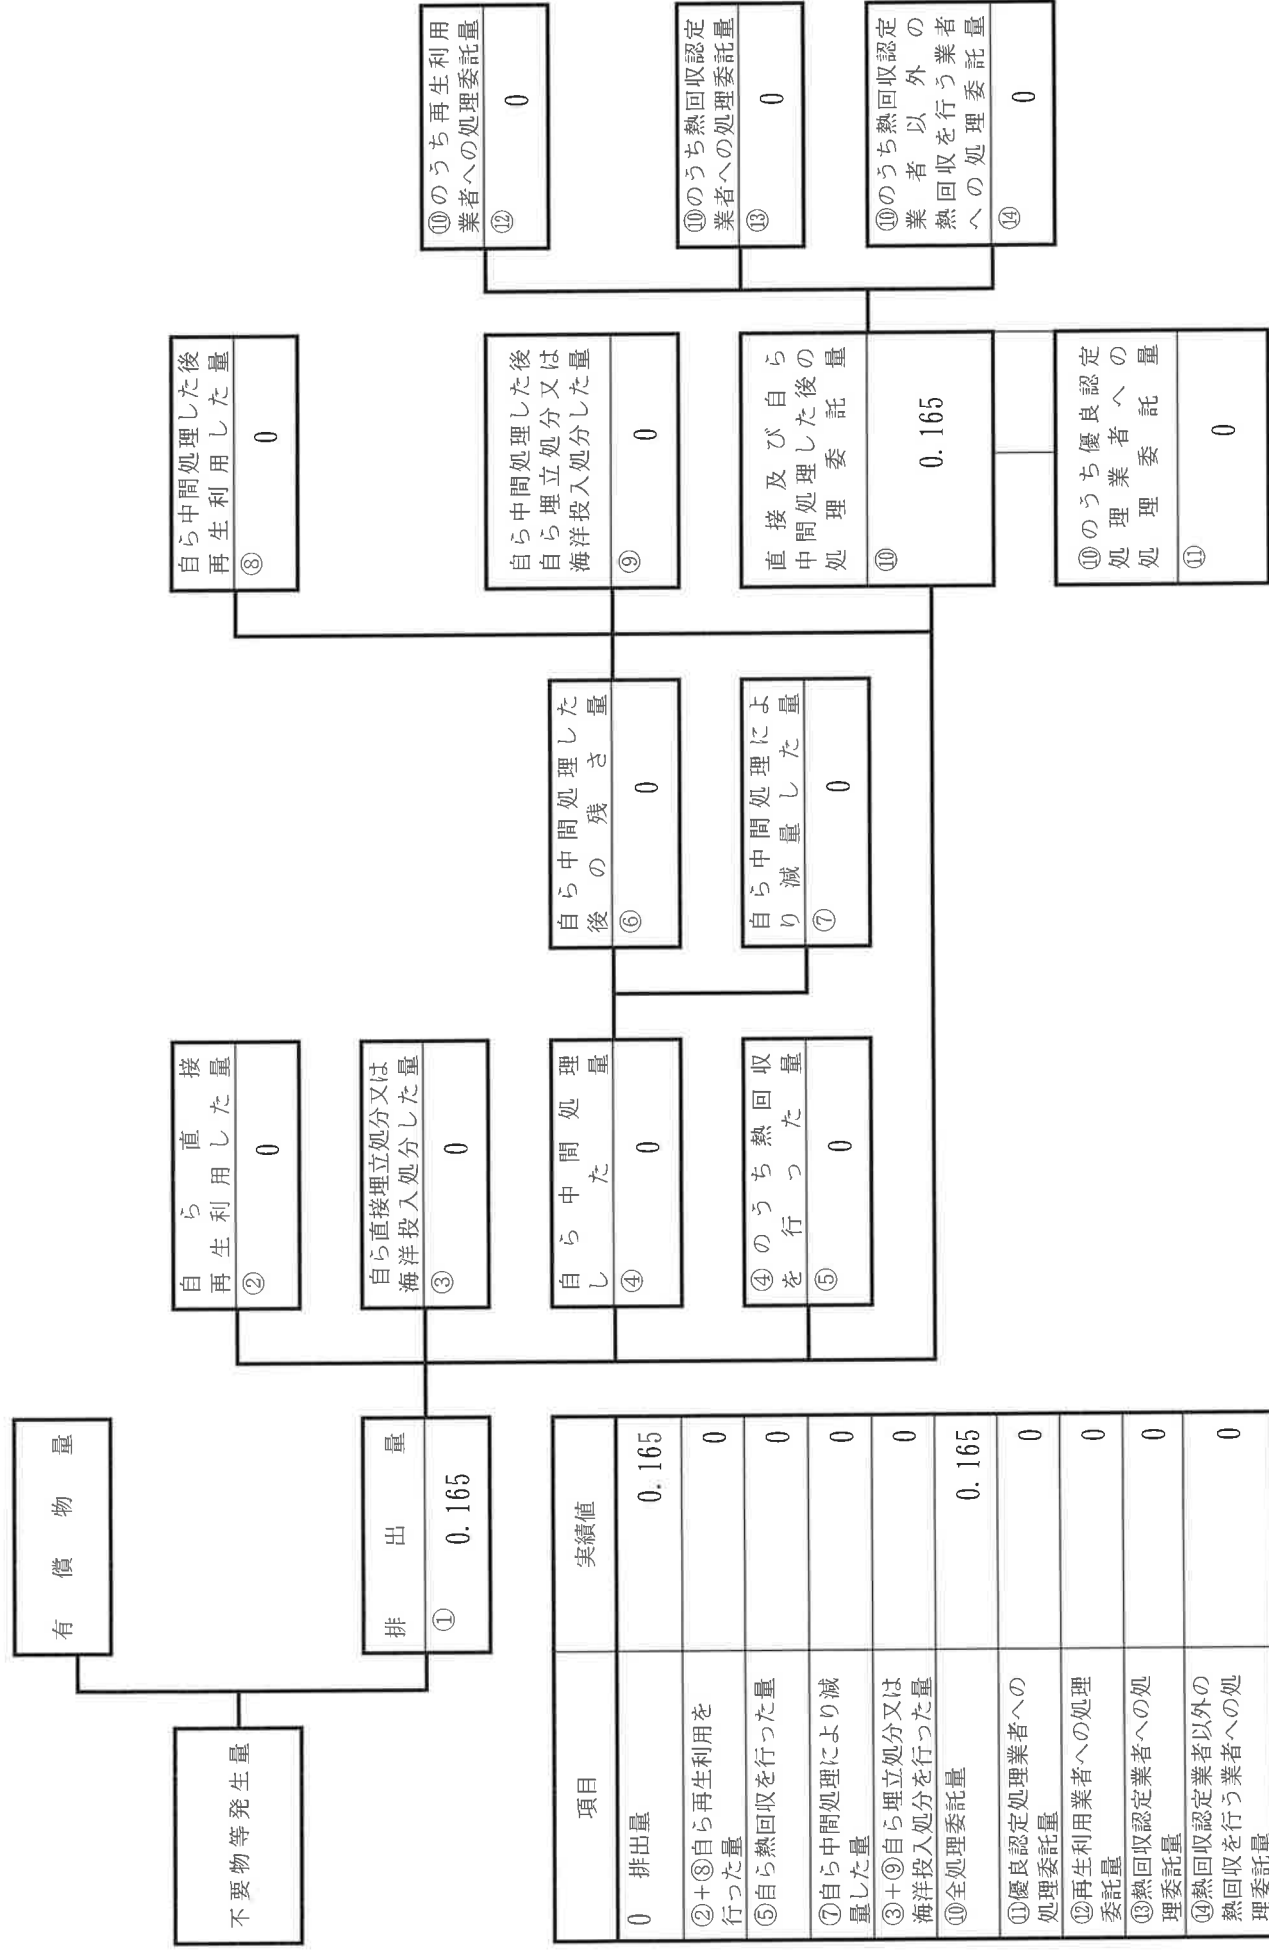 不要物等発生量
有償物量
排出量
① 0.165
自ら直接
再生利用した量
② 0
自ら直接埋立処分又は
海洋投入処分した量
③ 0
自ら中間処理
した量
④ 0
④のうち熱回収
を行った量
⑤ 0
自ら中間処理した
後の残さ量
⑥ 0
自ら中間処理によ
り減量した量
⑦ 0
自ら中間処理した後
再生利用した量
⑧ 0
自ら中間処理した後
自ら埋立処分又は
海洋投入処分した量
⑨ 0
直接及び自ら
中間処理した後の
処理委託量
⑩ 0.165
⑩のうち優良認定
処理業者への
処理委託量
⑪ 0
⑩のうち再生利用
業者への処理委託量
⑫ 0
⑩のうち熱回収認定
業者への処理委託量
⑬ 0
⑩のうち熱回収認定
業者以外の
熱回収を行う業者
への処理委託量
⑭ 0
項目 実績値
0 排出量 0.165
②+⑧自ら再生利用を
行った量 0
⑤自ら熱回収を行った量 0
⑦自ら中間処理により減
量した量 0
③+⑨自ら埋立処分又は
海洋投入処分を行った量 0
⑩全処理委託量 0.165
⑪優良認定処理業者への
処理委託量 0
⑫再生利用業者への処理
委託量 0
⑬熱回収認定業者への処
理委託量 0
⑭熱回収認定業者以外の
熱回収を行う業者への処
理委託量 0